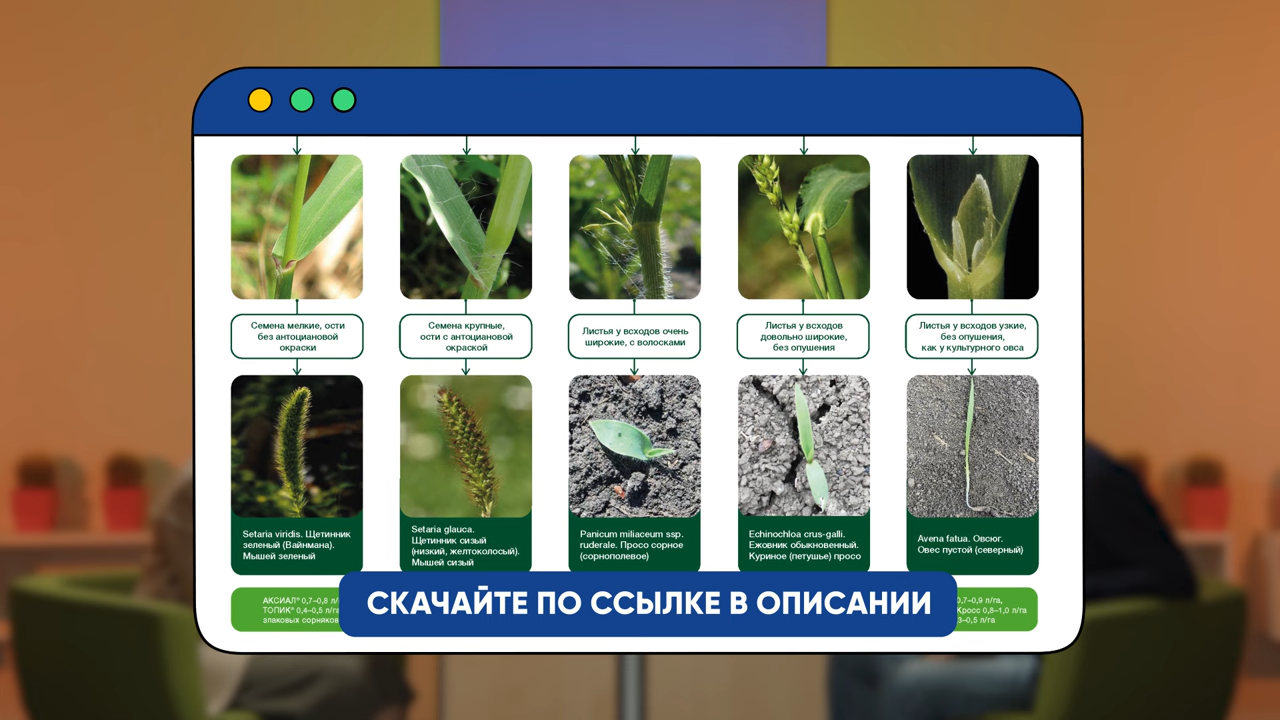 Семена мелкие, ости
без антоциановой
окраски
Семена крупные,
ости с антоциановой
окраской
Листья у всходов очень
широкие, с волосками
Листья у всходов
довольно широкие,
без опушения
Листья у всходов узкие,
без опушения,
как у культурного овса
Setaria viridis. Щетинник
зеленый (Вайнмана).
Мышей зеленый
Setaria glauca.
Щетинник сизый
(низкий, желтоколосый).
Мышей сизый
Panicum miliaceum ssp.
ruderale. Просо сорное
(сорнополевое)
Echinochloa crus-galli.
Ежовник обыкновенный.
Куриное (петушье) просо
Avena fatua. Овсюг.
Овес пустой (северный)
АКСИАЛ® 0,7–0,8 л/
ТОПИК® 0,4–0,5 л/га
злаковых сорняков
0,7–0,9 л/га,
Кросс 0,8–1,0 л/га
–0,5 л/га
СКАЧАЙТЕ ПО ССЫЛКЕ В ОПИСАНИИ